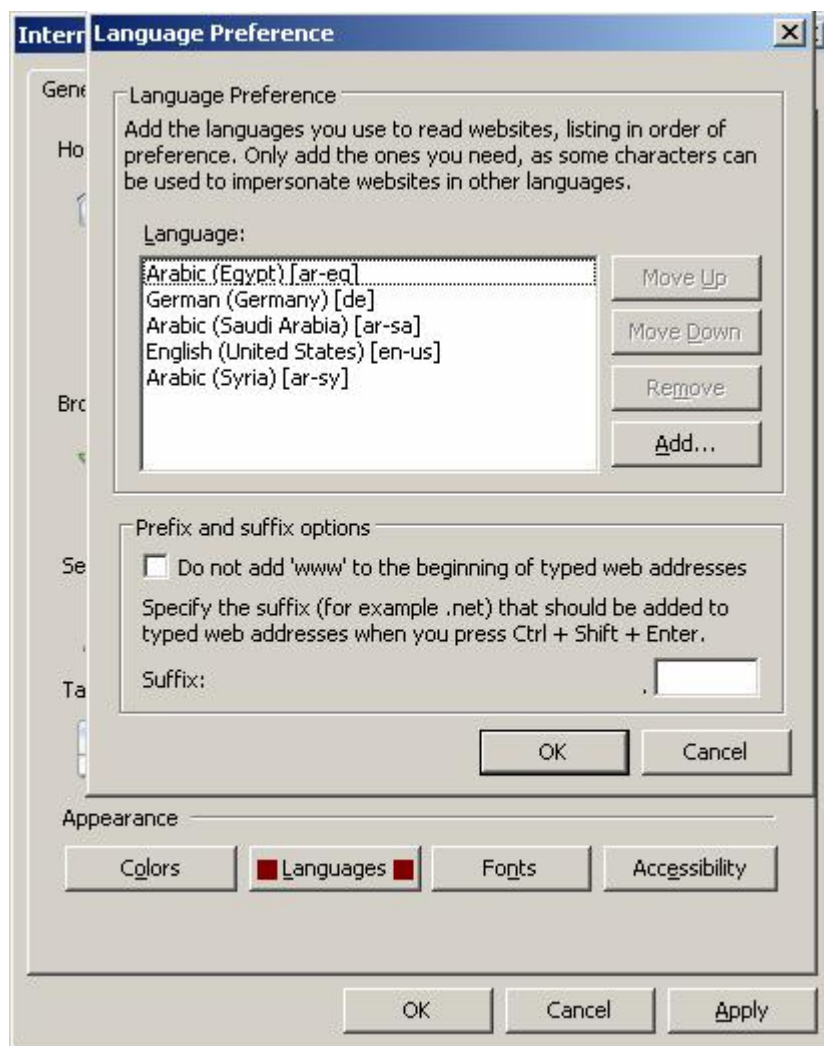 Intern
Language Preference
Gene
Language Preference
Add the languages you use to read websites, listing in order of
preference. Only add the ones you need, as some characters can
be used to impersonate websites in other languages.
Ho
Language:
Arabic (Egypt) [ar-eg]
German (Germany) [de]
Arabic (Saudi Arabia) [ar-sa]
English (United States) [en-us]
Arabic (Syria) [ar-sy]
Move Up
Move Down
Remove
Add...
Bro
Prefix and suffix options
Do not add 'www' to the beginning of typed web addresses
Se
Specify the suffix (for example .net) that should be added to
typed web addresses when you press Ctrl + Shift + Enter.
Suffix: .
Ta
OK Cancel
Appearance
Colors Languages Fonts Accessibility
OK Cancel Apply